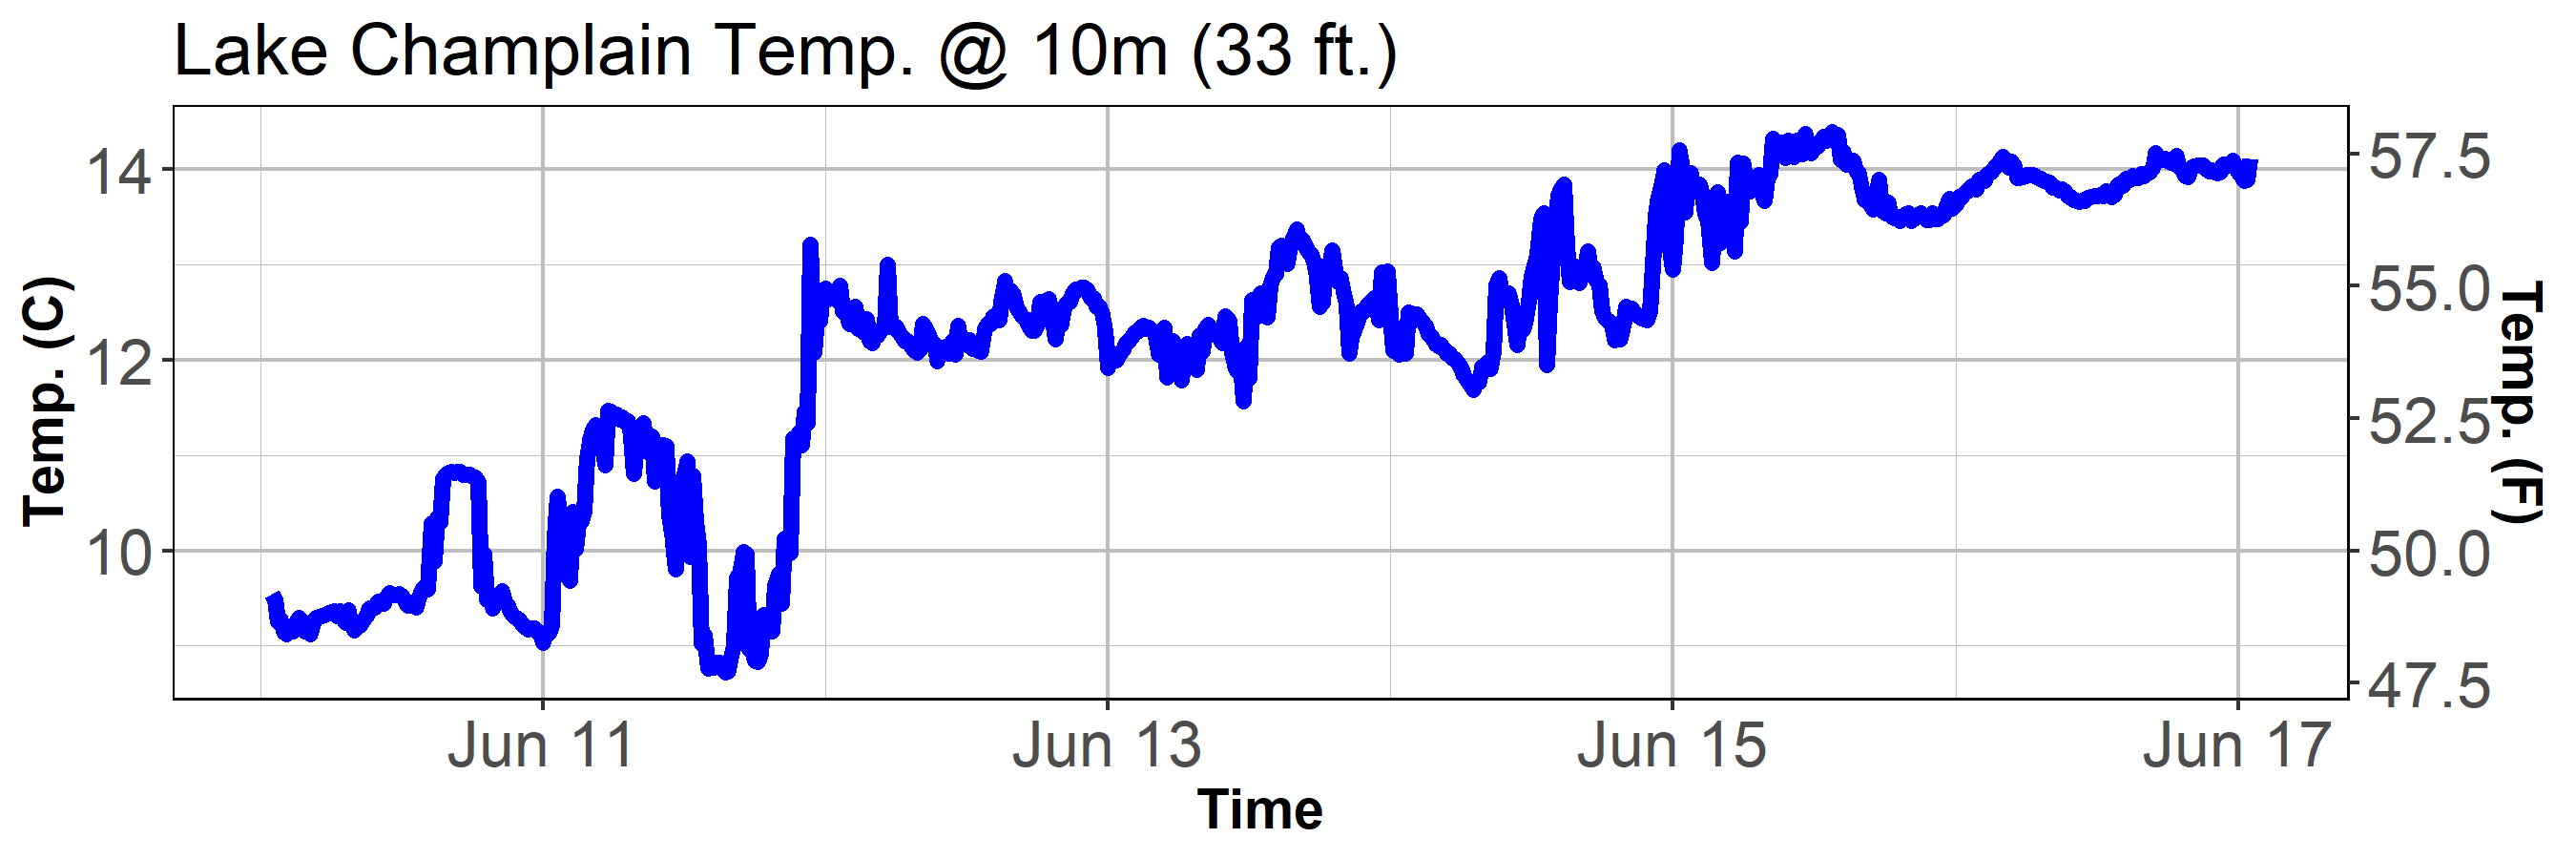 Lake Champlain Temp. @ 10m (33 ft.)
Temp. (C)
14
12
10
57.5
55.0
52.5
50.0
47.5
Temp. (F)
Jun 11
Jun 13
Jun 15
Jun 17
Time